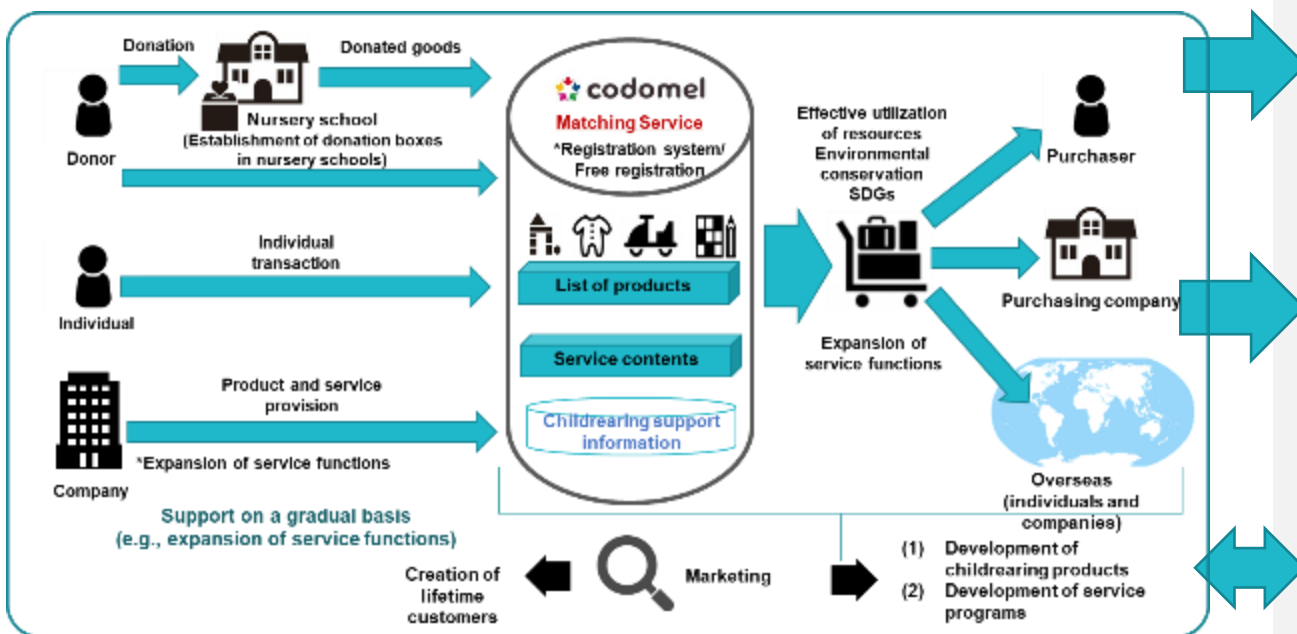 Donation
Donated goods
Nursery school
(Establishment of donation boxes
in nursery schools)
Donor
Individual
transaction
Individual
Product and service
provision
*Expansion of service functions
Company
Support on a gradual basis
(e.g., expansion of service functions)
codomel
Matching Service
*Registration system/
Free registration
List of products
Service contents
Childrearing support
information
Effective utilization
of resources
Environmental
conservation
SDGs
Expansion of
service functions
Purchaser
Purchasing company
Overseas
(individuals and
companies)
Creation of
lifetime
customers
Marketing
(1) Development of
childrearing products
(2) Development of service
programs